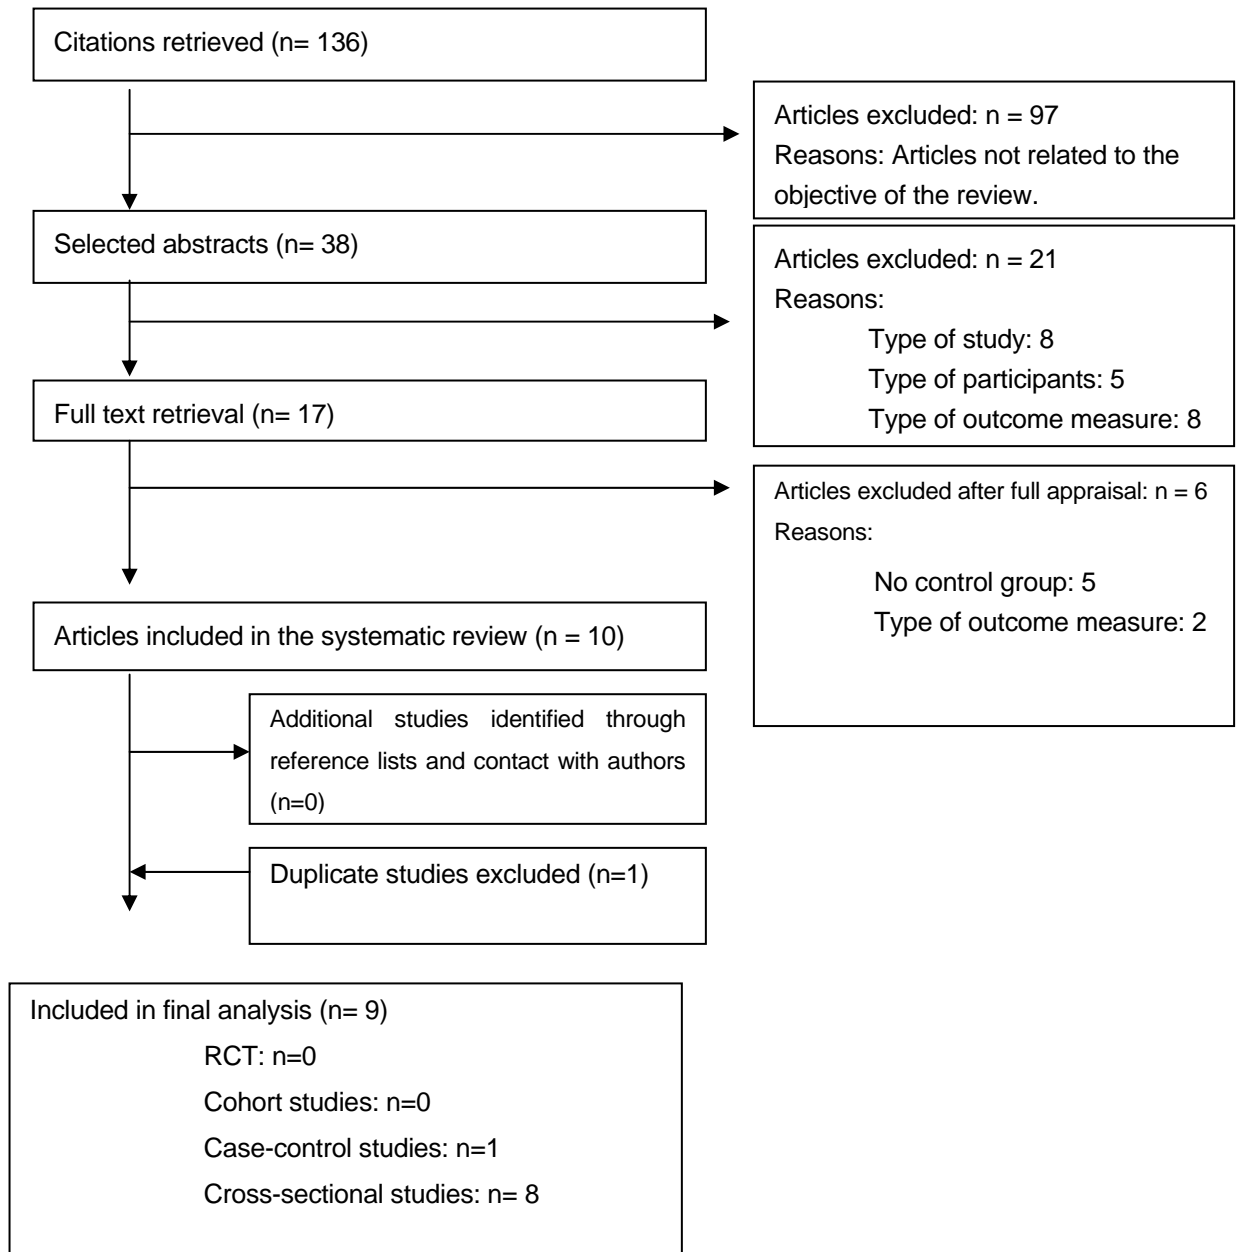 Citations retrieved (n= 136)
Articles excluded: n = 97
Reasons: Articles not related to the
objective of the review.
Selected abstracts (n= 38)
Articles excluded: n = 21
Reasons:
Type of study: 8
Type of participants: 5
Type of outcome measure: 8
Full text retrieval (n= 17)
Articles excluded after full appraisal: n = 6
Reasons:
No control group: 5
Type of outcome measure: 2
Articles included in the systematic review (n = 10)
Additional studies identified through
reference lists and contact with authors
(n=0)
Duplicate studies excluded (n=1)
Included in final analysis (n= 9)
RCT: n=0
Cohort studies: n=0
Case-control studies: n=1
Cross-sectional studies: n= 8